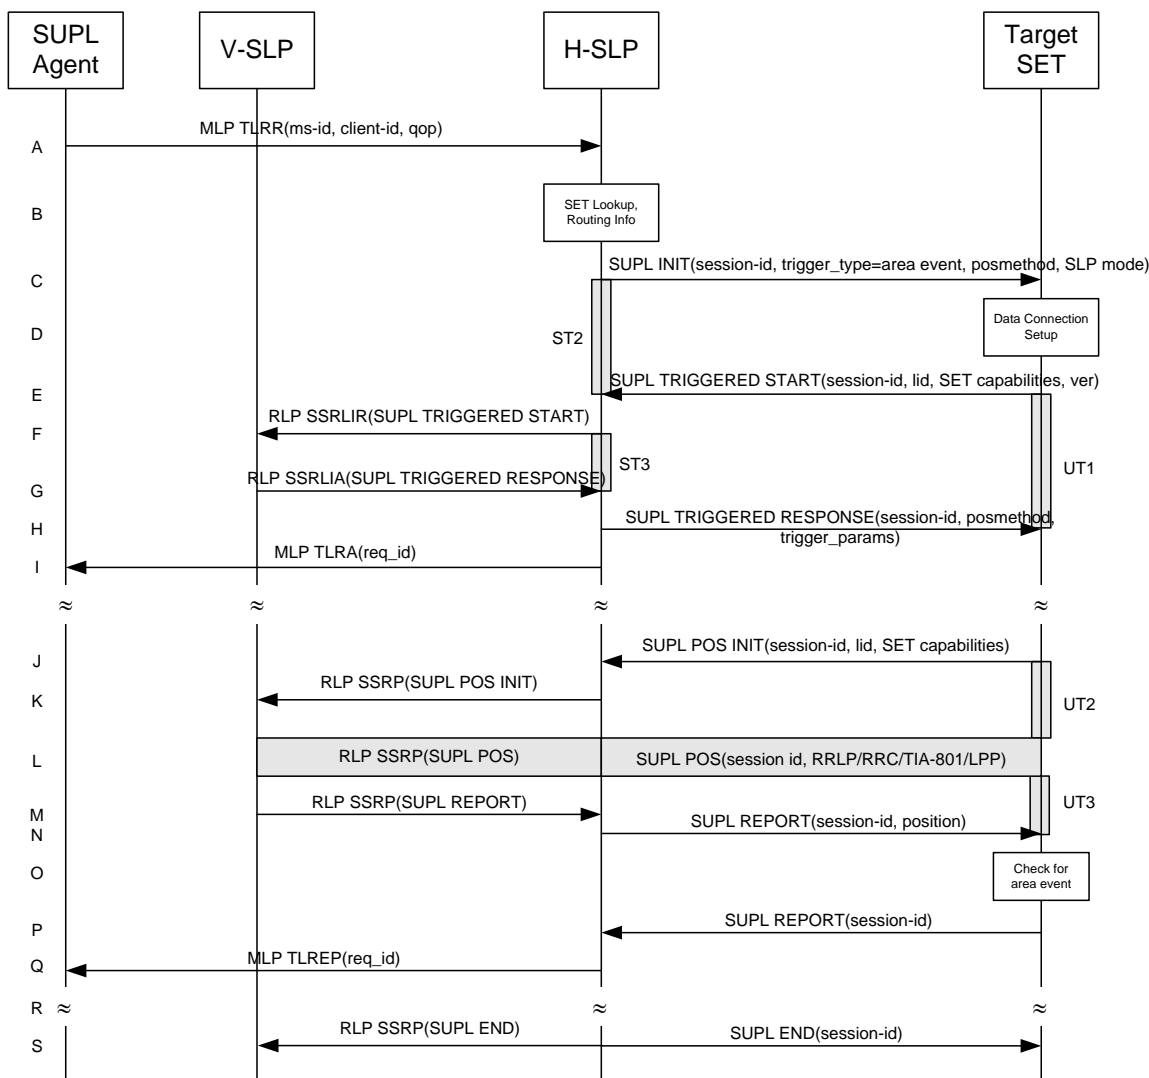 SUPL
Agent
V-SLP
H-SLP
Target
SET
A
MLP TLRR(ms-id, client-id, qop)
B
SET Lookup,
Routing Info
C
SUPL INIT(session-id, trigger_type=area event, posmethod, SLP mode)
D
ST2
Data Connection
Setup
E
SUPL TRIGGERED START(session-id, lid, SET capabilities, ver)
F
RLP SSRLIR(SUPL TRIGGERED START)
ST3
UT1
G
RLP SSRLIA(SUPL TRIGGERED RESPONSE)
H
SUPL TRIGGERED RESPONSE(session-id, posmethod,
trigger_params)
I
MLP TLRA(req_id)
≈ ≈ ≈ ≈
J
SUPL POS INIT(session-id, lid, SET capabilities)
K
RLP SSRP(SUPL POS INIT)
UT2
L
RLP SSRP(SUPL POS)
SUPL POS(session id, RRLP/RRC/TIA-801/LPP)
M
RLP SSRP(SUPL REPORT)
UT3
N
SUPL REPORT(session-id, position)
O
Check for
area event
P
SUPL REPORT(session-id)
Q
MLP TLREP(req_id)
R
≈ ≈ ≈
S
RLP SSRP(SUPL END)
SUPL END(session-id)